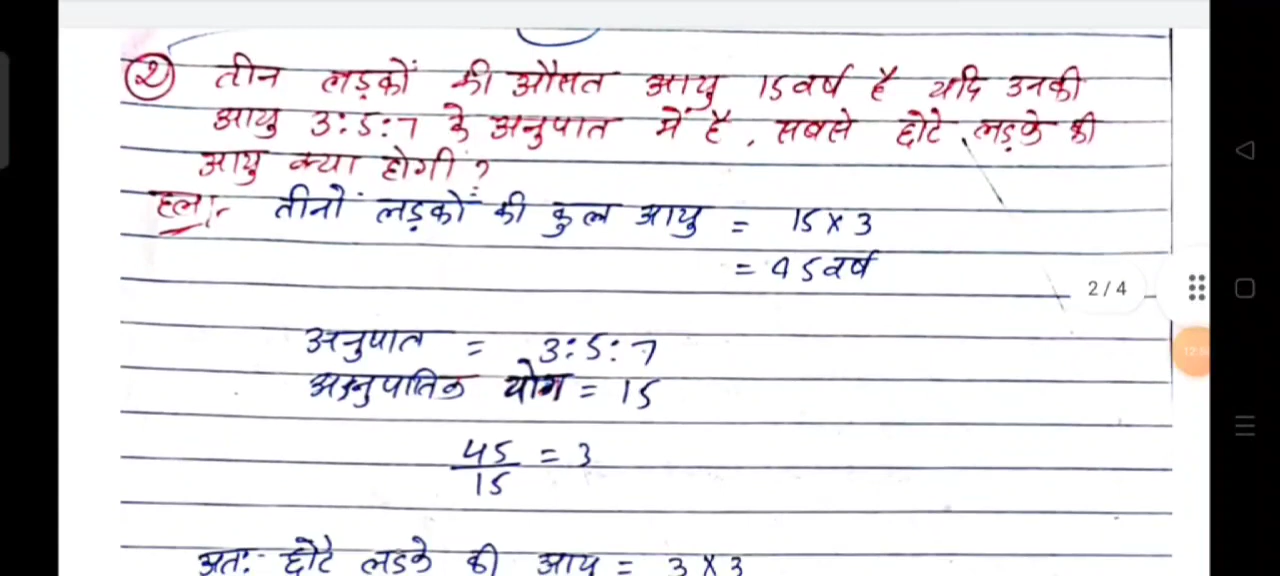 (2) तीन लड़कों की औसत आयु 15 वर्ष है यदि उनकी
आयु 3:5:7 के अनुपात में है, सबसे छोटे लड़के की
आयु क्या होगी?
हल:- तीनों लड़कों की कुल आयु = 15 × 3
= 45 वर्ष
2/4
अनुपात = 3:5:7
अनुपातिक योग = 15
45/15 = 3
अतः- छोटे लड़के की आयु = 3 × 3